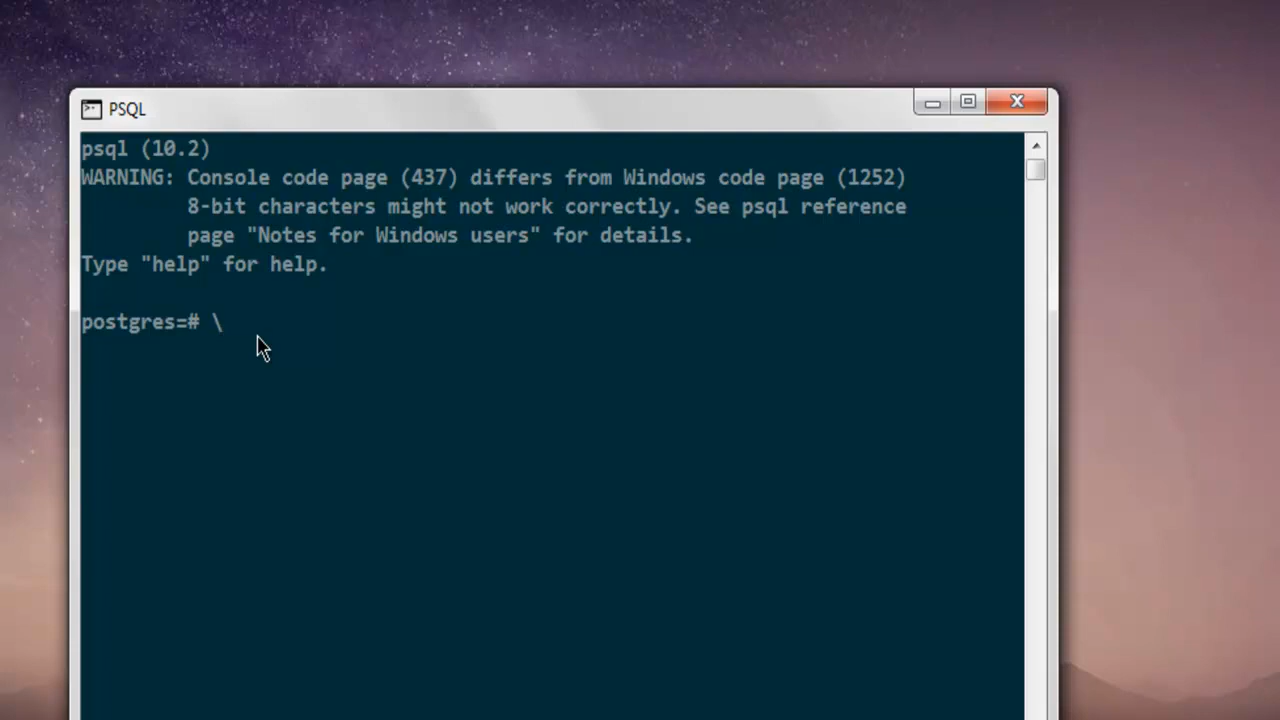 PSQL
psql (10.2)
WARNING: Console code page (437) differs from Windows code page (1252)
8-bit characters might not work correctly. See psql reference
page "Notes for Windows users" for details.
Type "help" for help.
postgres=# \